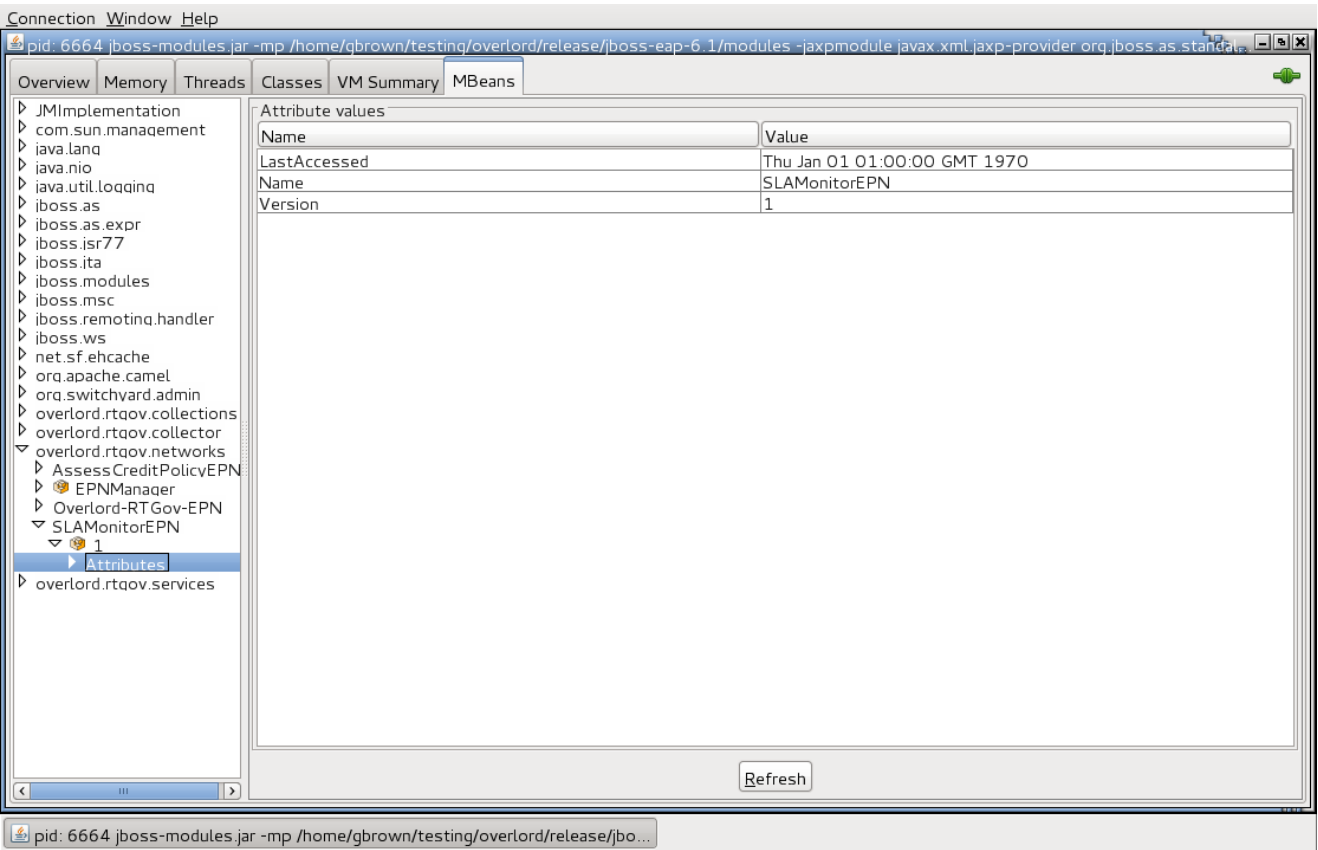 Connection Window Help
pid: 6664 jboss-modules.jar -mp /home/gbrown/testing/overlord/release/jboss-eap-6.1/modules -jaxpmodule javax.xml.jaxp-provider org.jboss.as.standal...
Overview Memory Threads Classes VM Summary MBeans
JMImplementation
com.sun.management
java.lang
java.nio
java.util.logging
jboss.as
jboss.as.expr
jboss.jsr77
jboss.jta
jboss.modules
jboss.msc
jboss.remoting.handler
jboss.ws
net.sf.ehcache
org.apache.camel
org.switchyard.admin
overlord.rtgov.collections
overlord.rtgov.collector
overlord.rtgov.networks
AssessCreditPolicyEPN
EPNManager
Overlord-RTGov-EPN
SLAMonitorEPN
1
Attributes
overlord.rtgov.services
Attribute values
Name Value
LastAccessed Thu Jan 01 01:00:00 GMT 1970
Name SLAMonitorEPN
Version 1
Refresh
pid: 6664 jboss-modules.jar -mp /home/gbrown/testing/overlord/release/jbo...